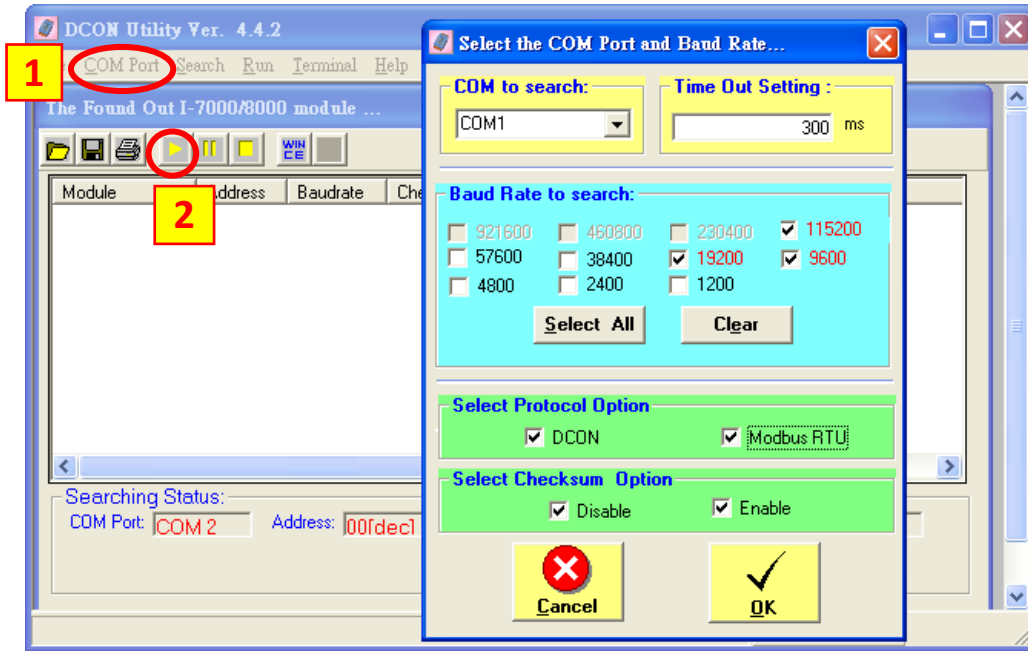 DCON Utility Ver. 4.4.2
1
COM Port Search Run Terminal Help
The Found Out I-7000/8000 module ...
WIN CE
2
Module Address Baudrate Che
Searching Status:
COM Port: COM 2 Address: 00[dec]
Select the COM Port and Baud Rate...
COM to search:
COM1
Time Out Setting :
300 ms
Baud Rate to search:
921600 460800 230400 115200
57600 38400 19200 9600
4800 2400 1200
Select All Clear
Select Protocol Option
DCON Modbus RTU
Select Checksum Option
Disable Enable
Cancel OK